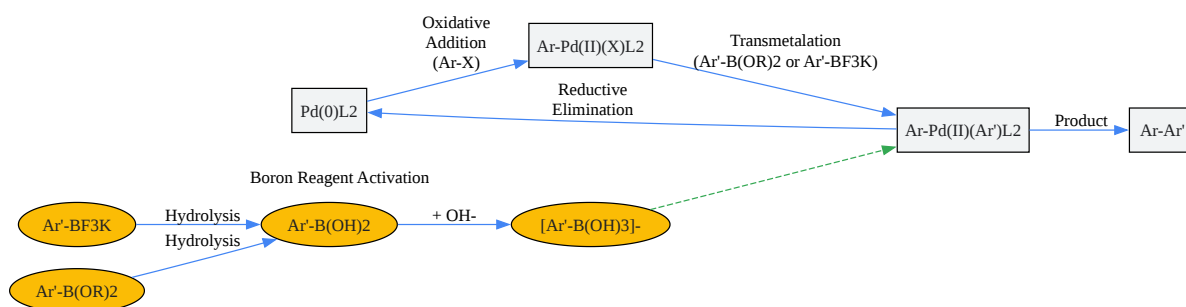 Oxidative
Addition
(Ar-X)
Ar-Pd(II)(X)L2
Transmetalation
(Ar'-B(OR)2 or Ar'-BF3K)
Pd(0)L2
Reductive
Elimination
Ar-Pd(II)(Ar')L2
Product
Ar-Ar'
Boron Reagent Activation
Ar'-BF3K
Hydrolysis
Ar'-B(OH)2
+ OH-
[Ar'-B(OH)3]-
Hydrolysis
Ar'-B(OR)2